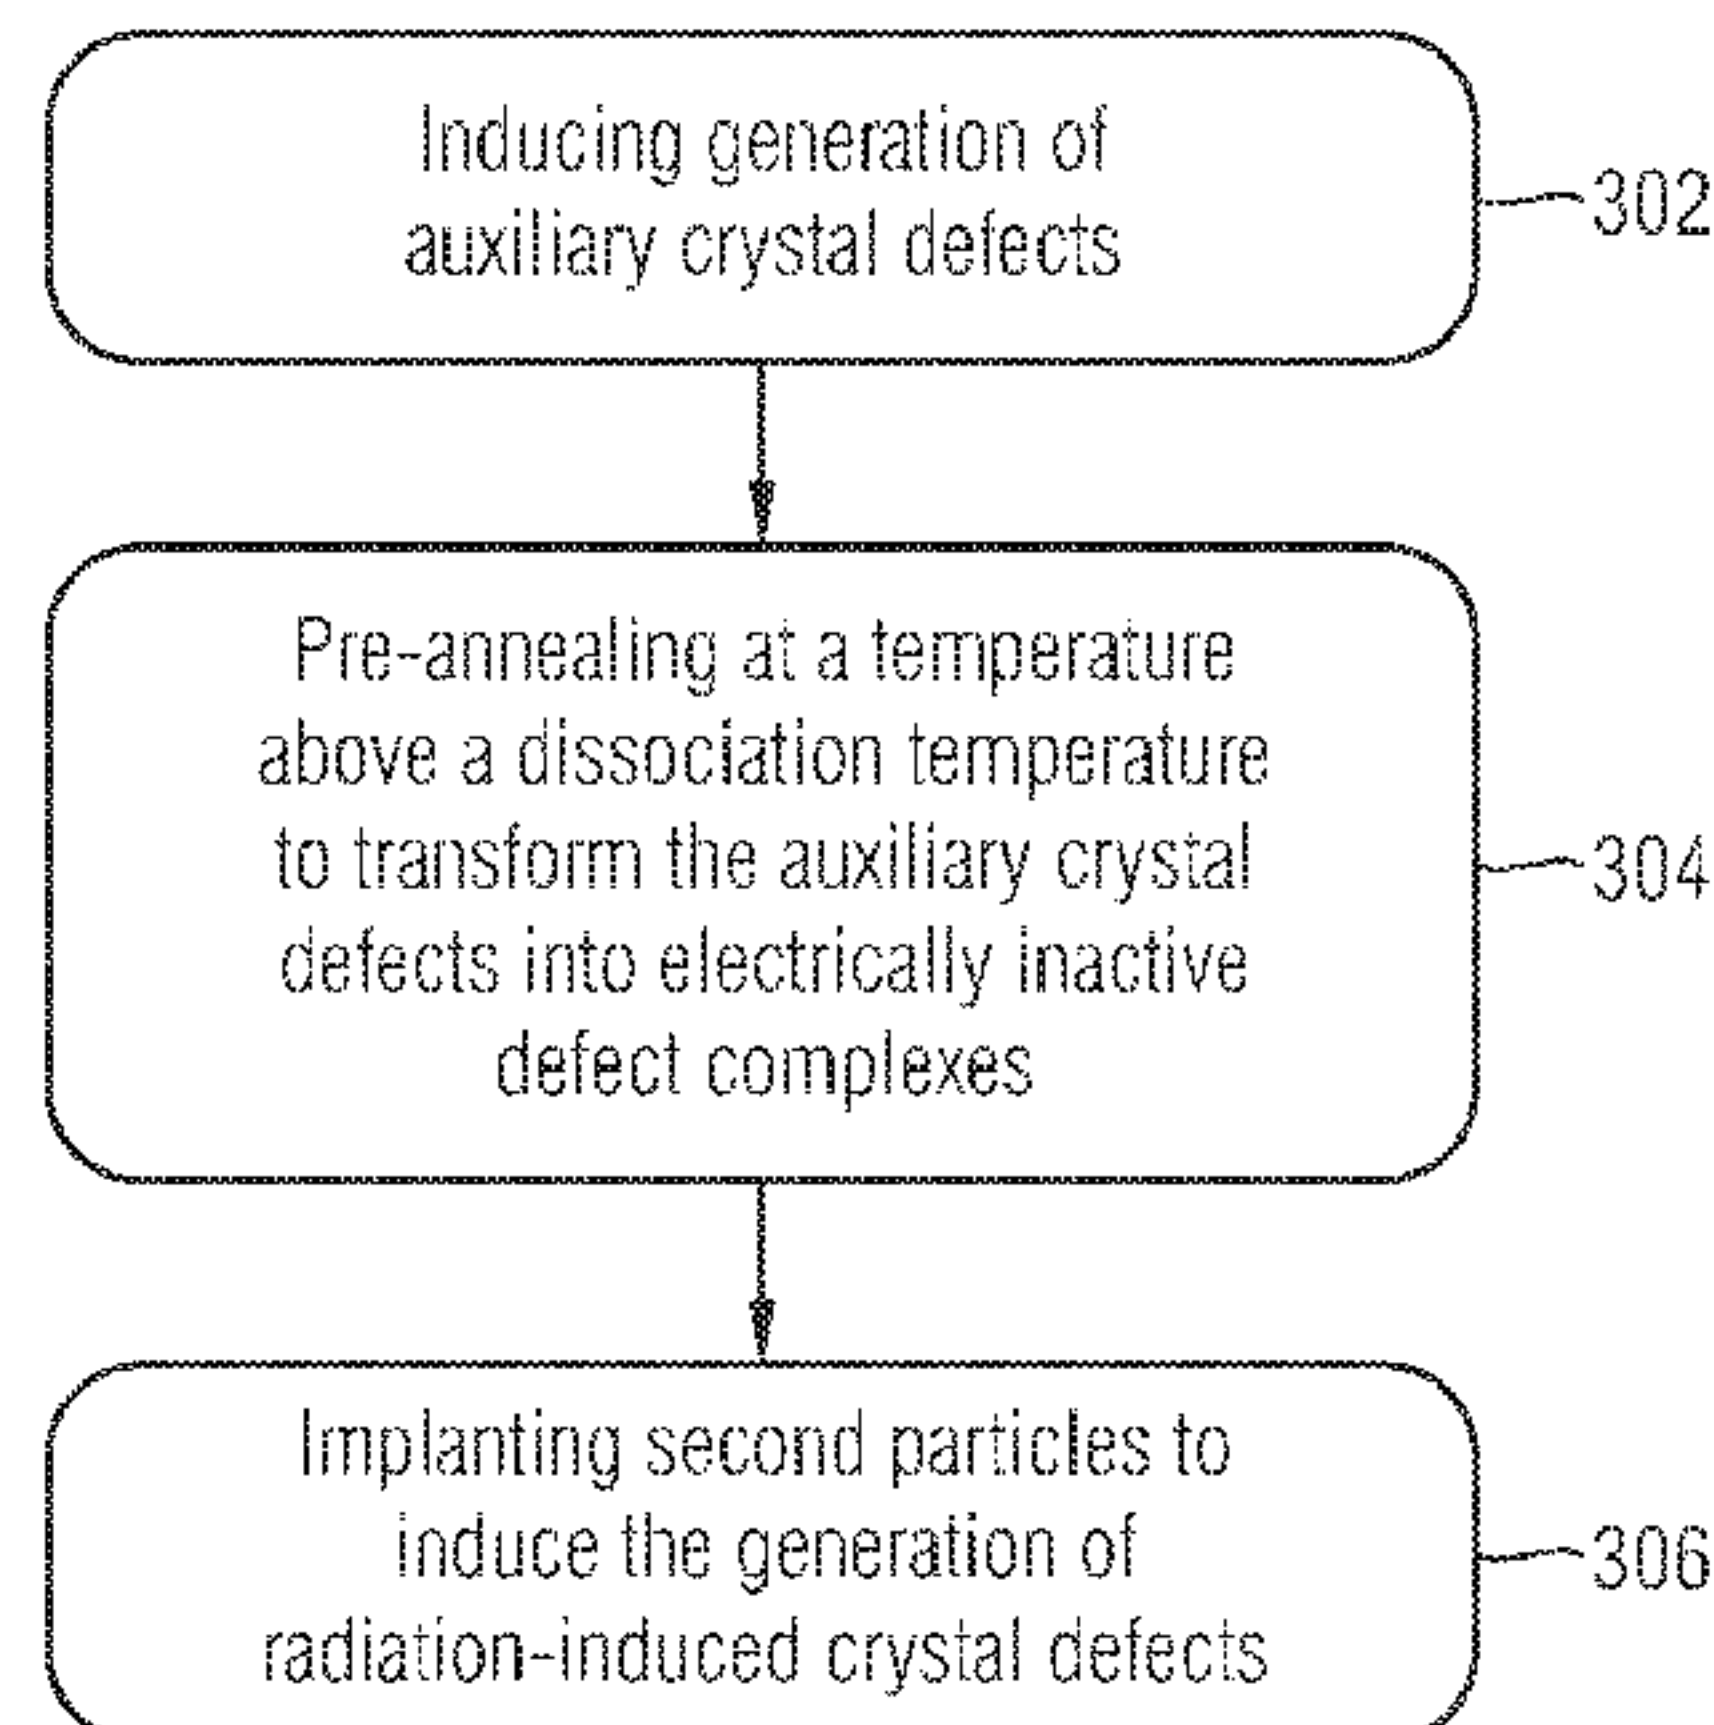 Inducing generation of
auxiliary crystal defects
302
Pre-annealing at a temperature
above a dissociation temperature
to transform the auxiliary crystal
defects into electrically inactive
defect complexes
304
Implanting second particles to
induce the generation of
radiation-induced crystal defects
306